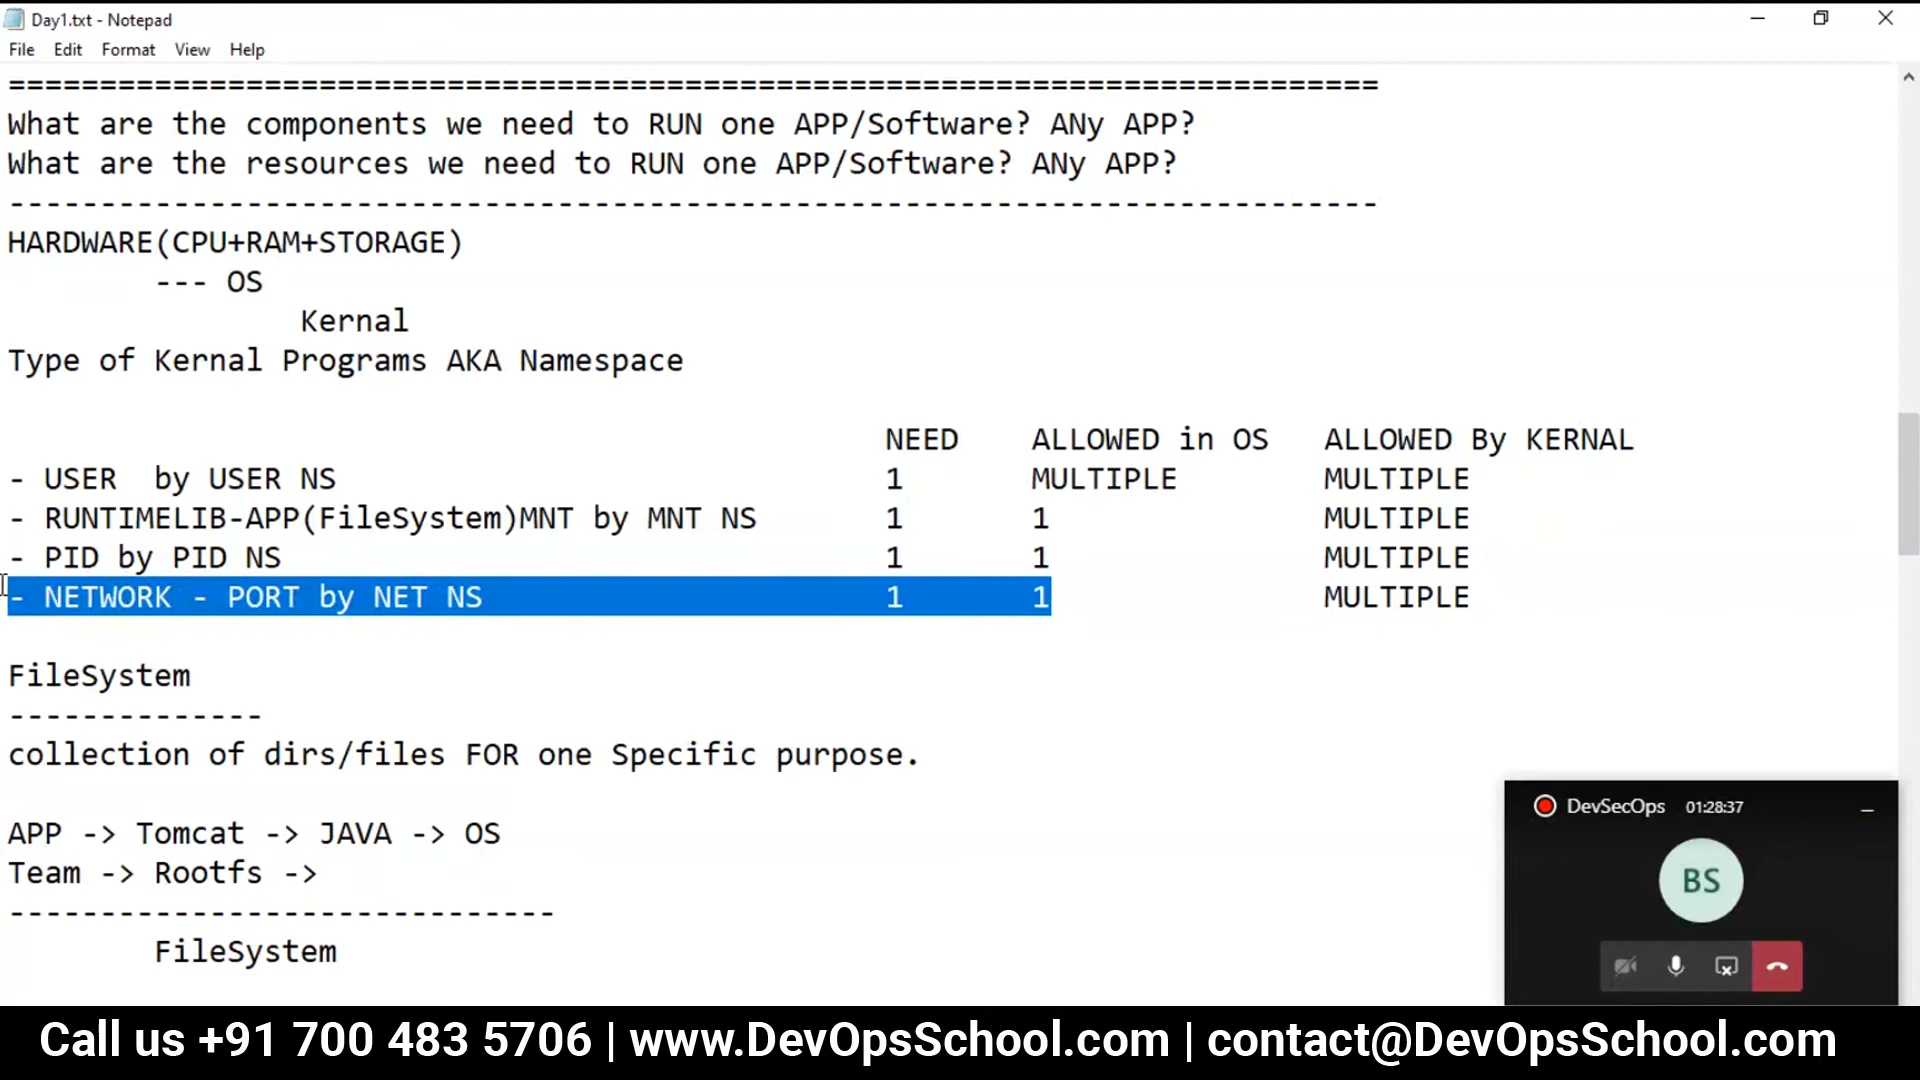 Day1.txt - Notepad
File Edit Format View Help
===========================================================================
What are the components we need to RUN one APP/Software? ANy APP?
What are the resources we need to RUN one APP/Software? ANy APP?
---------------------------------------------------------------------------
HARDWARE(CPU+RAM+STORAGE)
--- OS
Kernal
Type of Kernal Programs AKA Namespace
NEED ALLOWED in OS ALLOWED By KERNAL
- USER by USER NS 1 MULTIPLE MULTIPLE
- RUNTIMELIB-APP(FileSystem)MNT by MNT NS 1 1 MULTIPLE
- PID by PID NS 1 1 MULTIPLE
- NETWORK - PORT by NET NS 1 1 MULTIPLE
FileSystem
--------------
collection of dirs/files FOR one Specific purpose.
APP -> Tomcat -> JAVA -> OS
Team -> Rootfs ->
------------------------------
FileSystem
DevSecOps 01:28:37
BS
Call us +91 700 483 5706 | www.DevOpsSchool.com | contact@DevOpsSchool.com